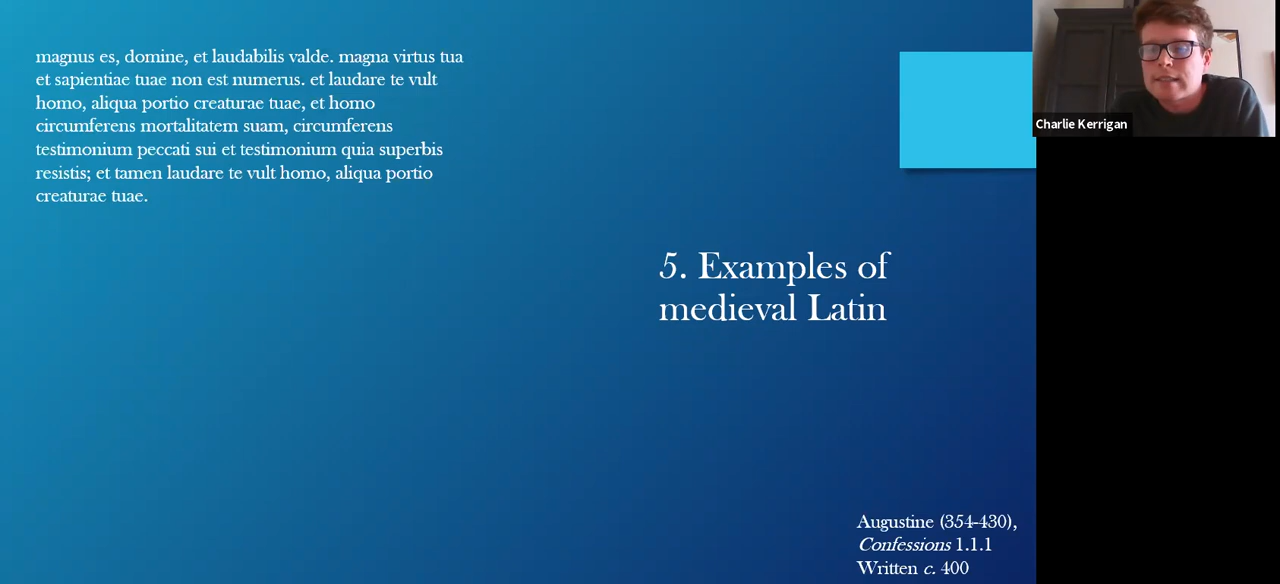 magnus es, domine, et laudabilis valde. magna virtus tua
et sapientiae tuae non est numerus. et laudare te vult
homo, aliqua portio creaturae tuae, et homo
circumferens mortalitatem suam, circumferens
testimonium peccati sui et testimonium quia superbis
resistis; et tamen laudare te vult homo, aliqua portio
creaturae tuae.
Charlie Kerrigan
5. Examples of
medieval Latin
Augustine (354-430),
Confessions 1.1.1
Written c. 400